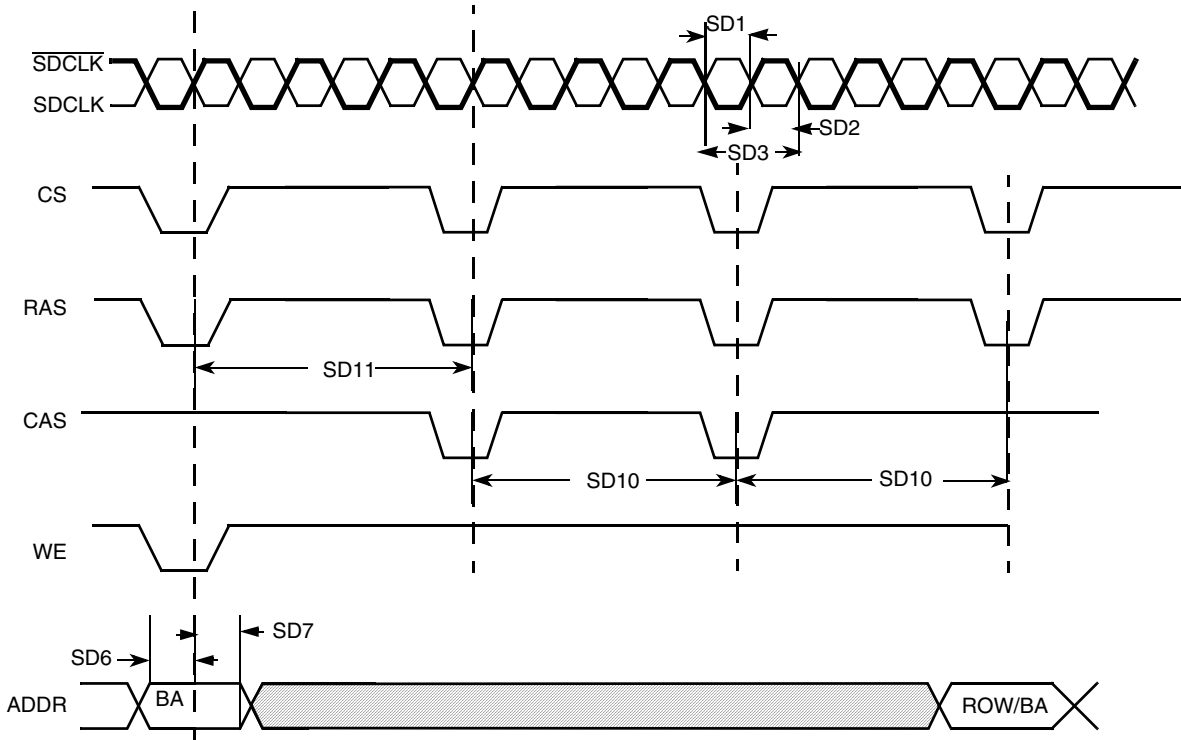 SD1
SDCLK
SDCLK
SD2
SD3
CS
RAS
SD11
CAS
SD10
SD10
WE
SD7
SD6
BA
ADDR
ROW/BA